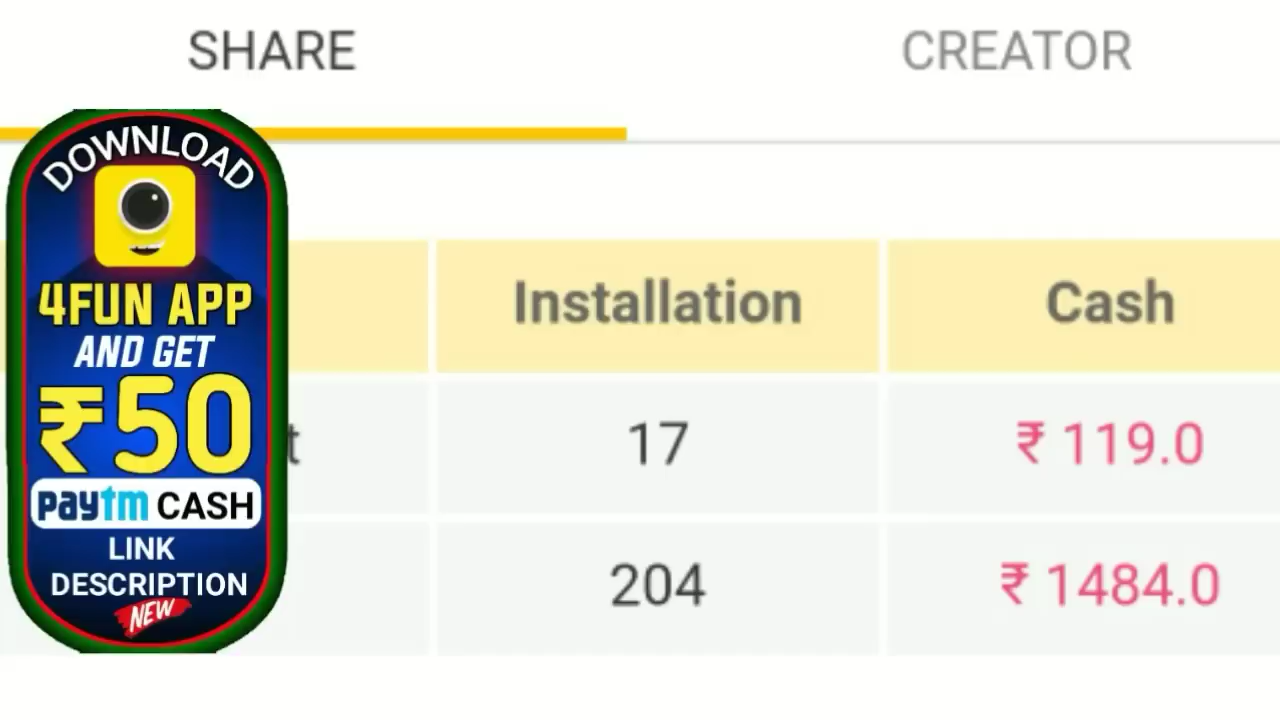 SHARE
CREATOR
DOWNLOAD
4FUN APP
AND GET
₹50
paytm CASH
LINK
DESCRIPTION
NEW
Installation
Cash
17
₹ 119.0
204
₹ 1484.0